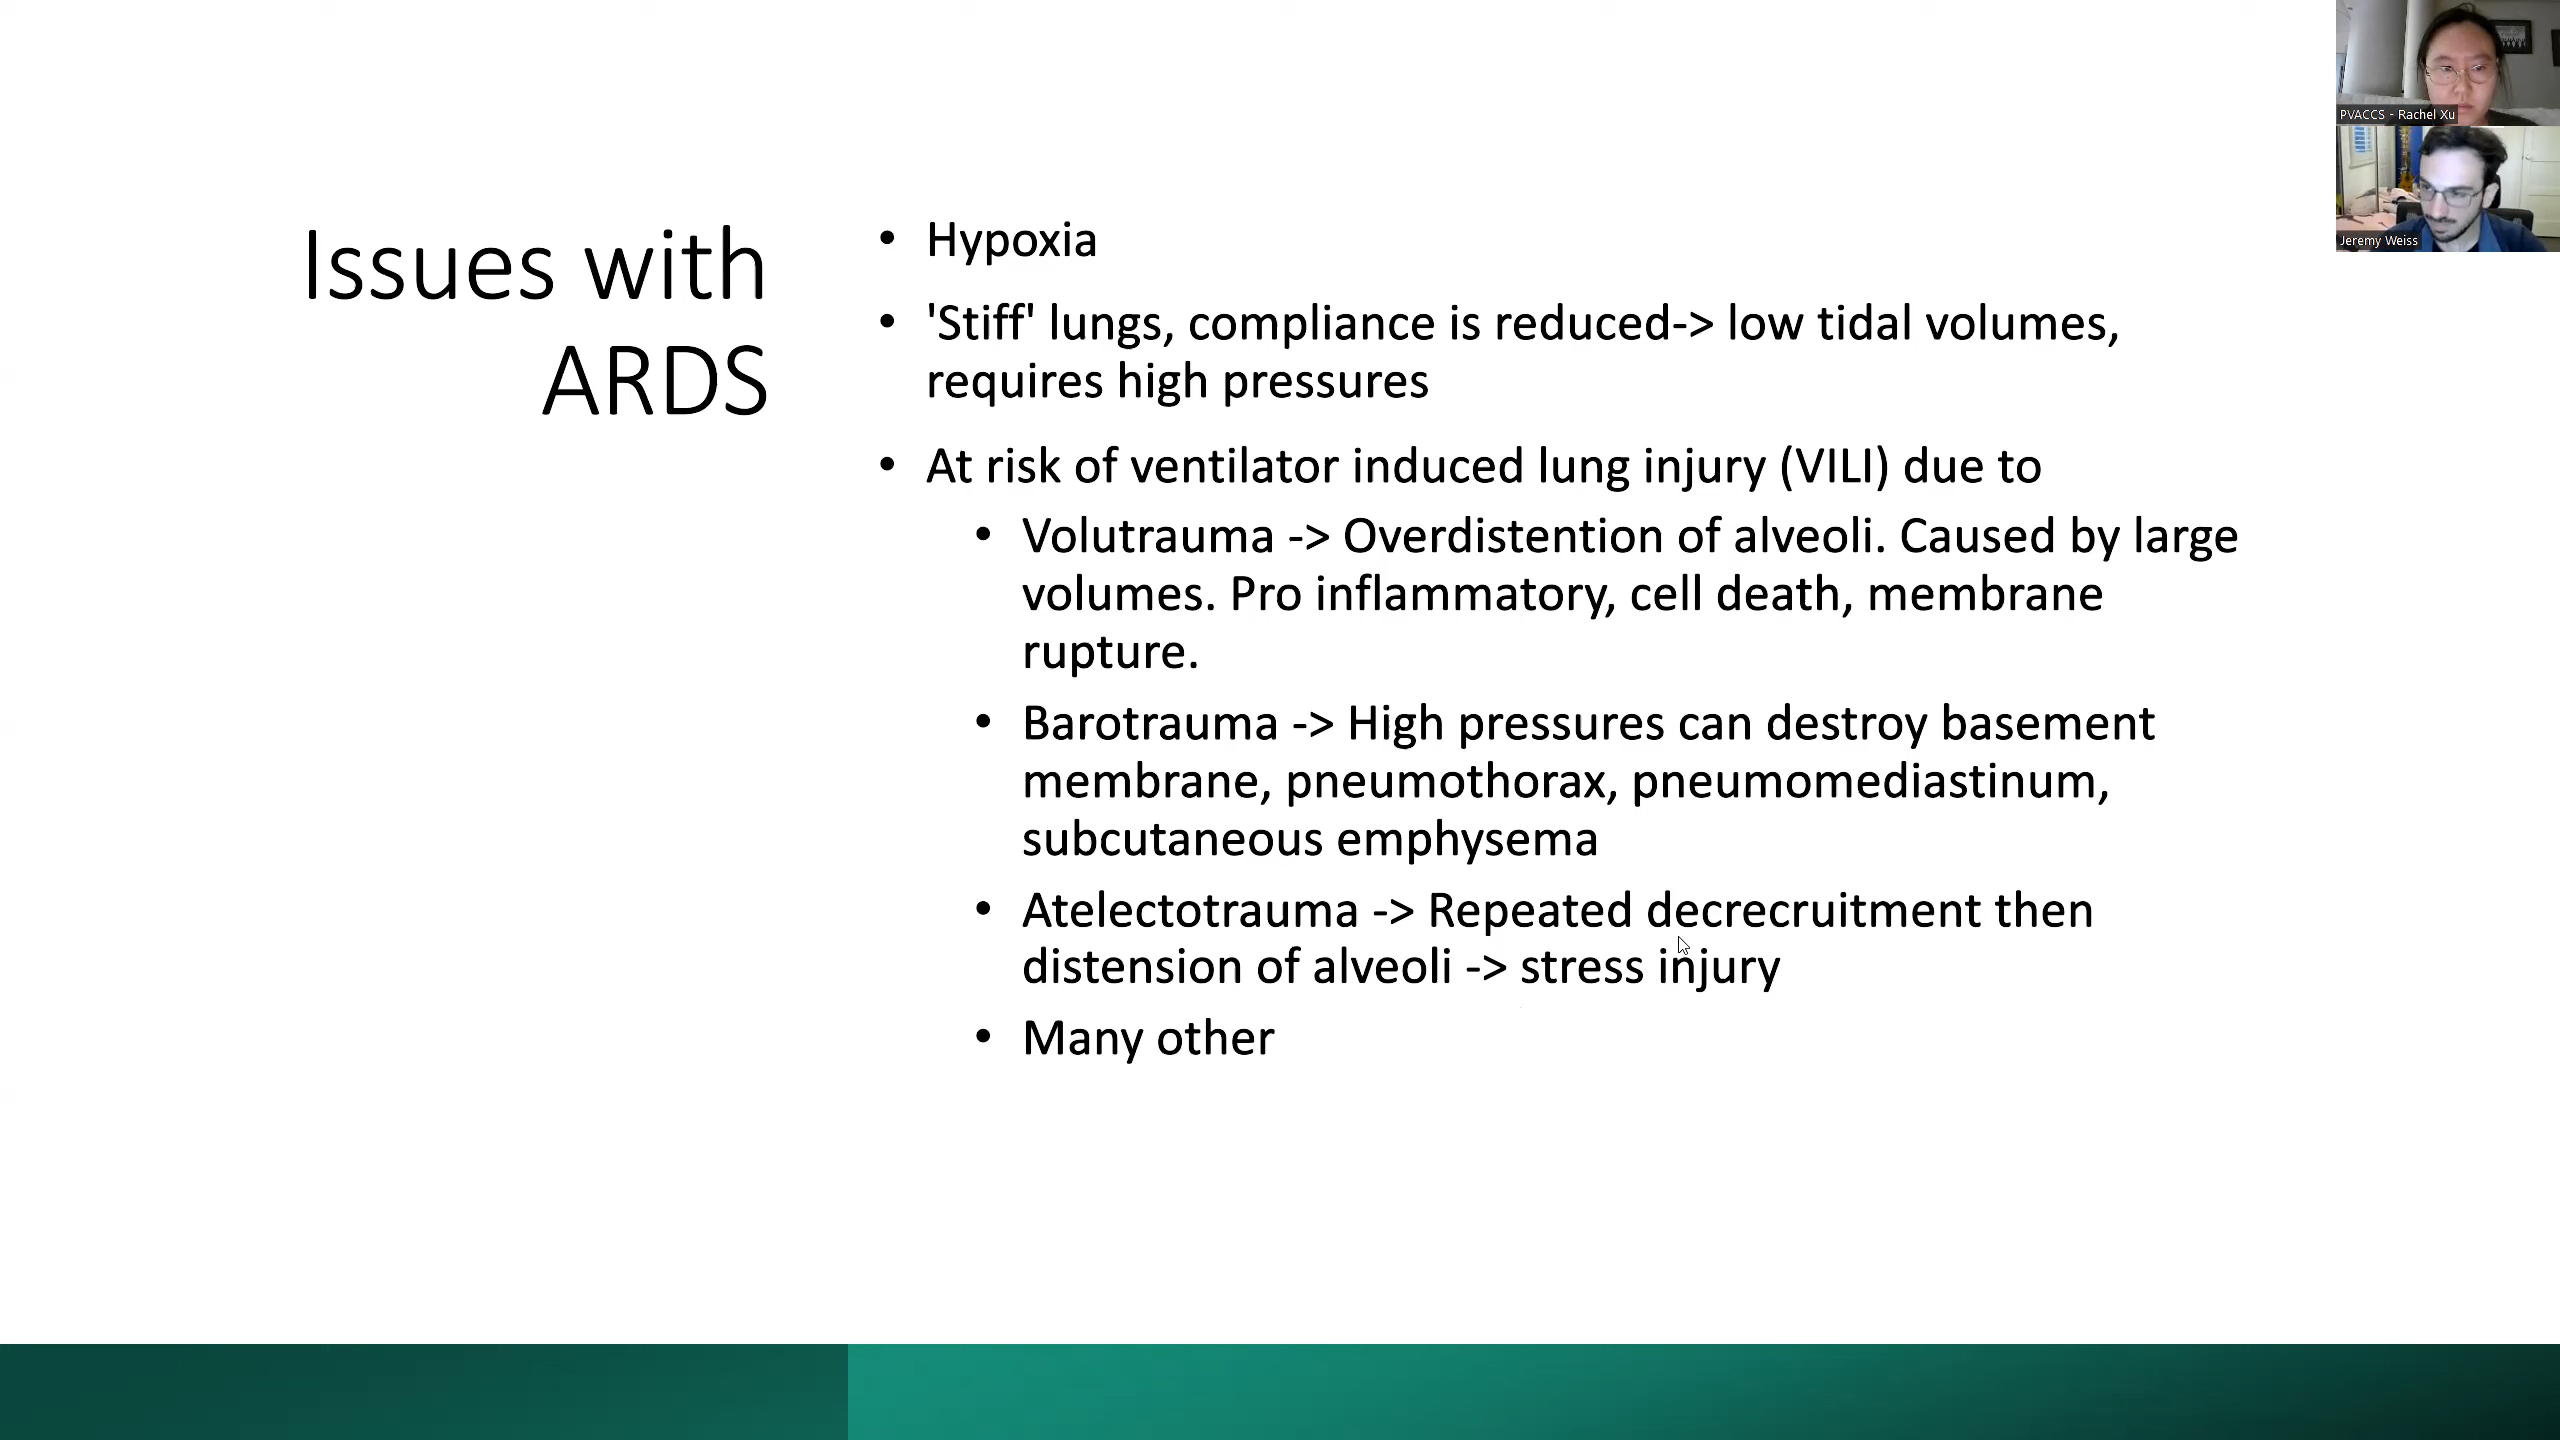 Issues with
ARDS
• Hypoxia
• 'Stiff' lungs, compliance is reduced-> low tidal volumes,
requires high pressures
• At risk of ventilator induced lung injury (VILI) due to
• Volutrauma -> Overdistention of alveoli. Caused by large
volumes. Pro inflammatory, cell death, membrane
rupture.
• Barotrauma -> High pressures can destroy basement
membrane, pneumothorax, pneumomediastinum,
subcutaneous emphysema
• Atelectotrauma -> Repeated decrecruitment then
distension of alveoli -> stress injury
• Many other
PVACCS - Rachel Xu
Jeremy Weiss